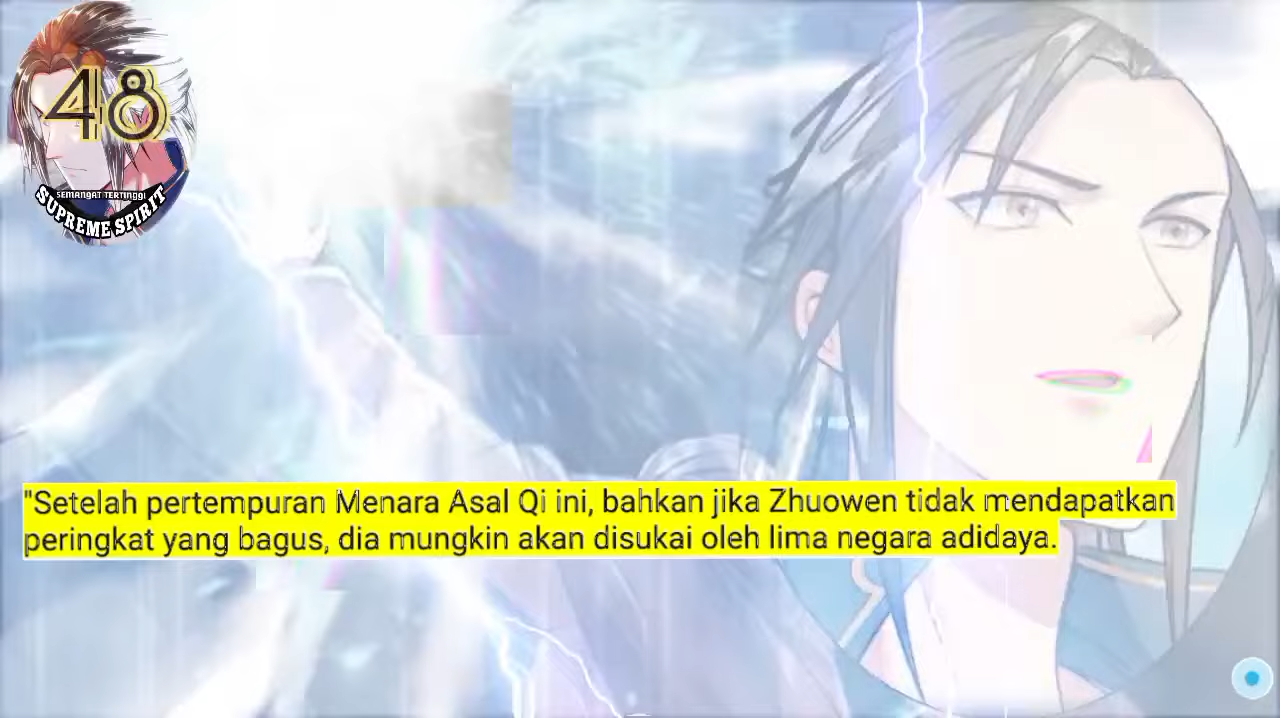 48
SEMANGAT TERTINGGI
SUPREME SPIRIT
"Setelah pertempuran Menara Asal Qi ini, bahkan jika Zhuowen tidak mendapatkan
peringkat yang bagus, dia mungkin akan disukai oleh lima negara adidaya.